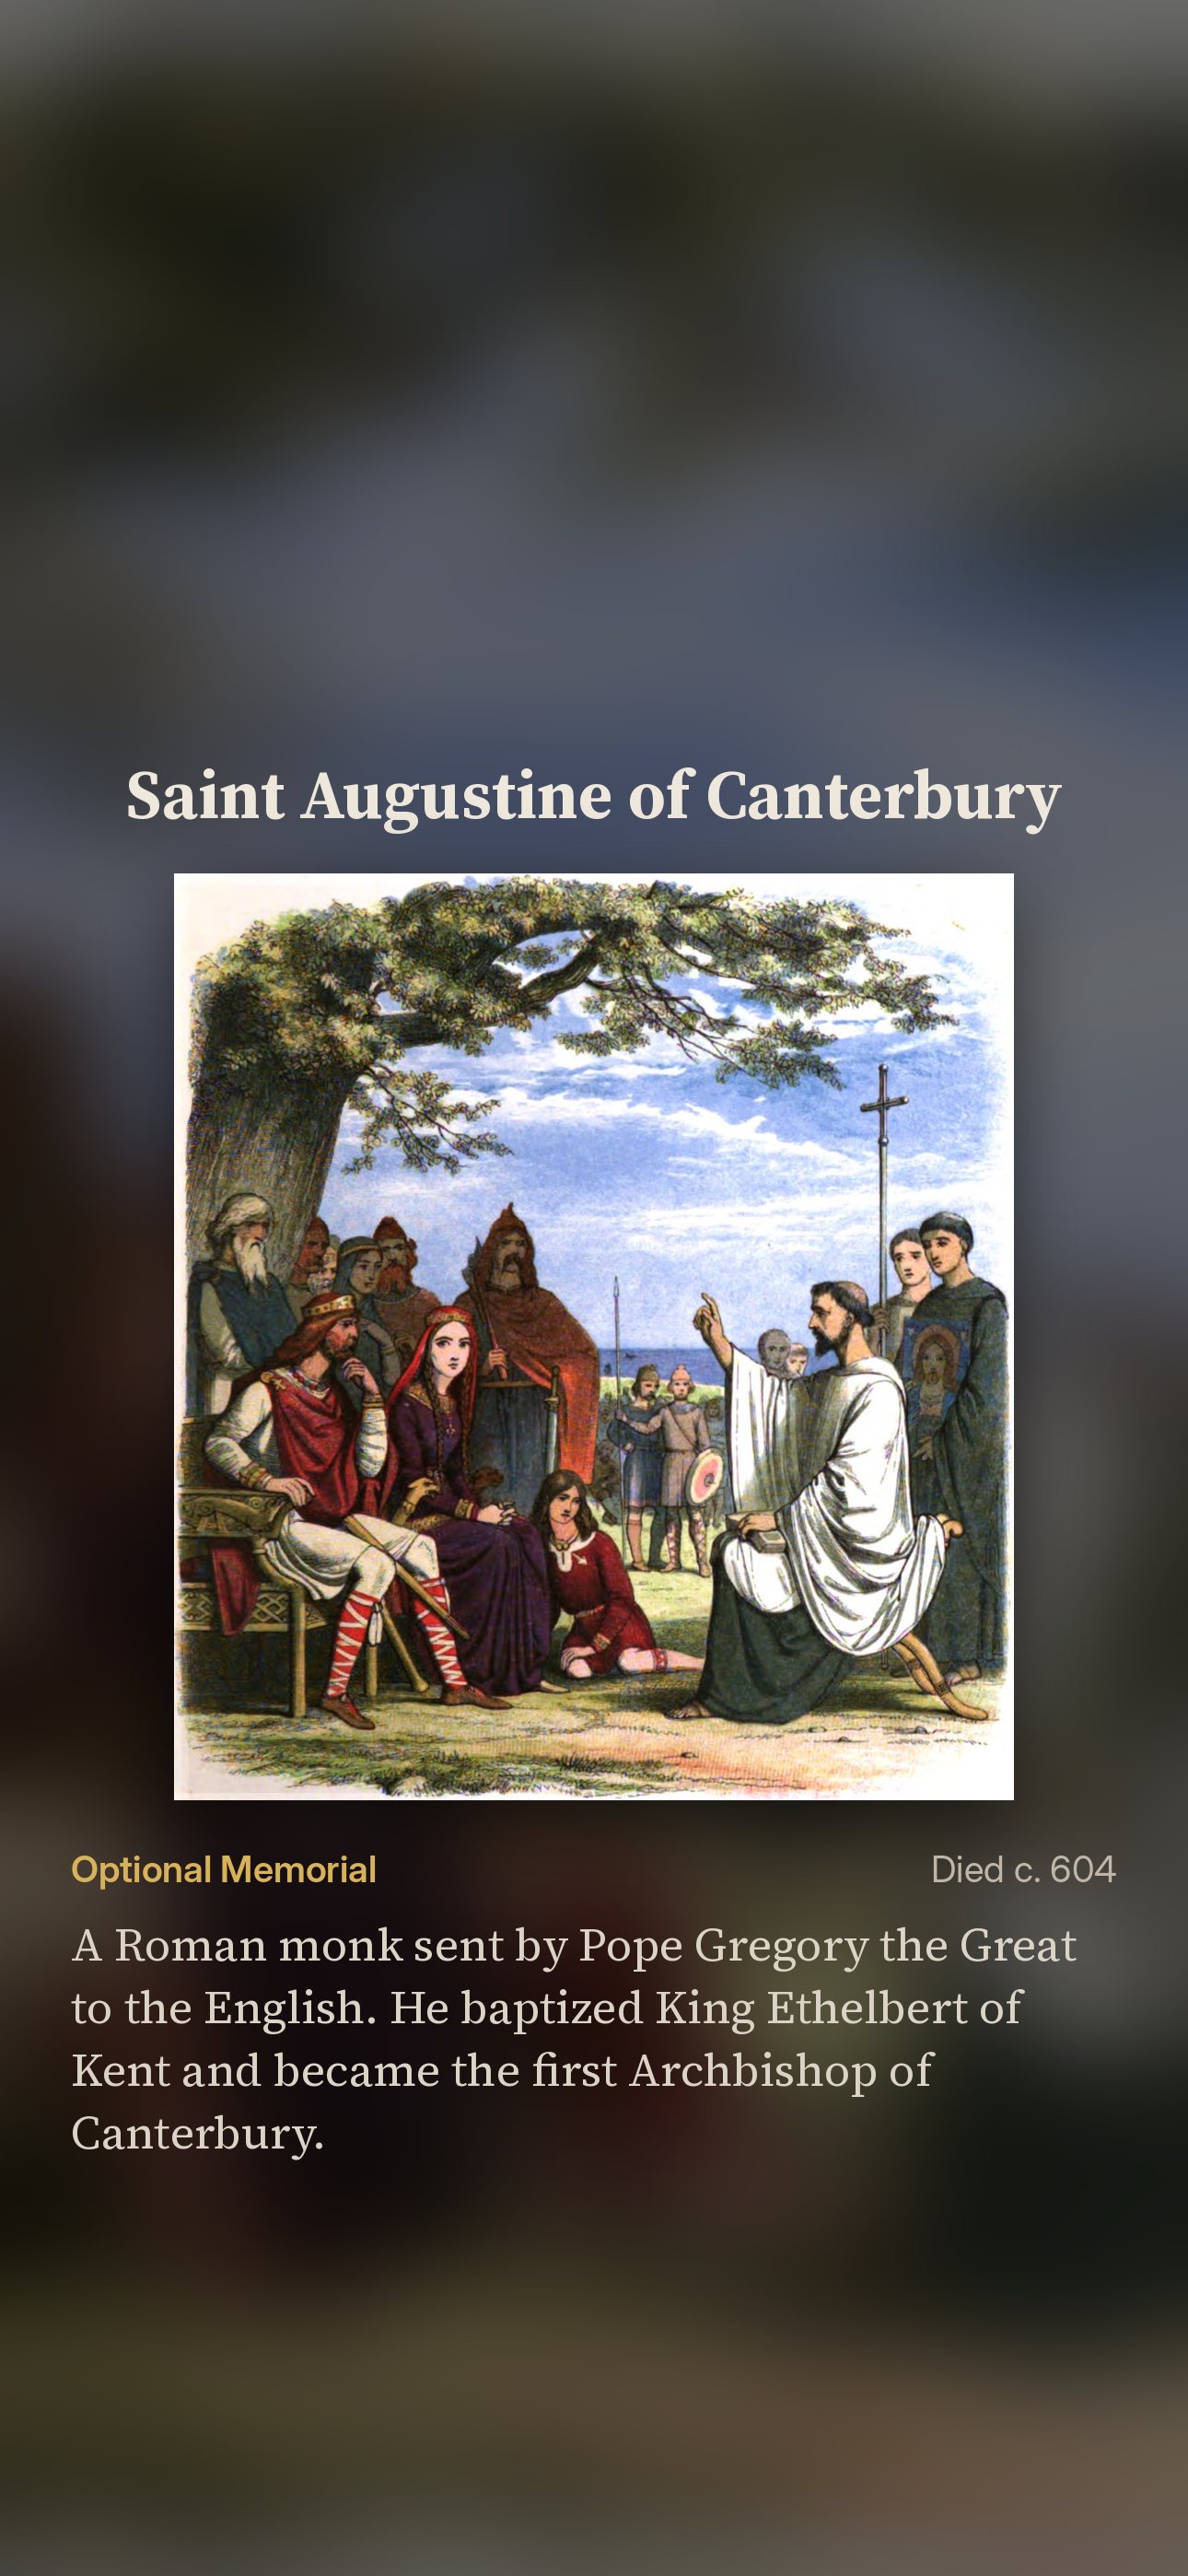 Saint Augustine of Canterbury
Optional Memorial
Died c. 604
A Roman monk sent by Pope Gregory the Great
to the English. He baptized King Ethelbert of
Kent and became the first Archbishop of
Canterbury.